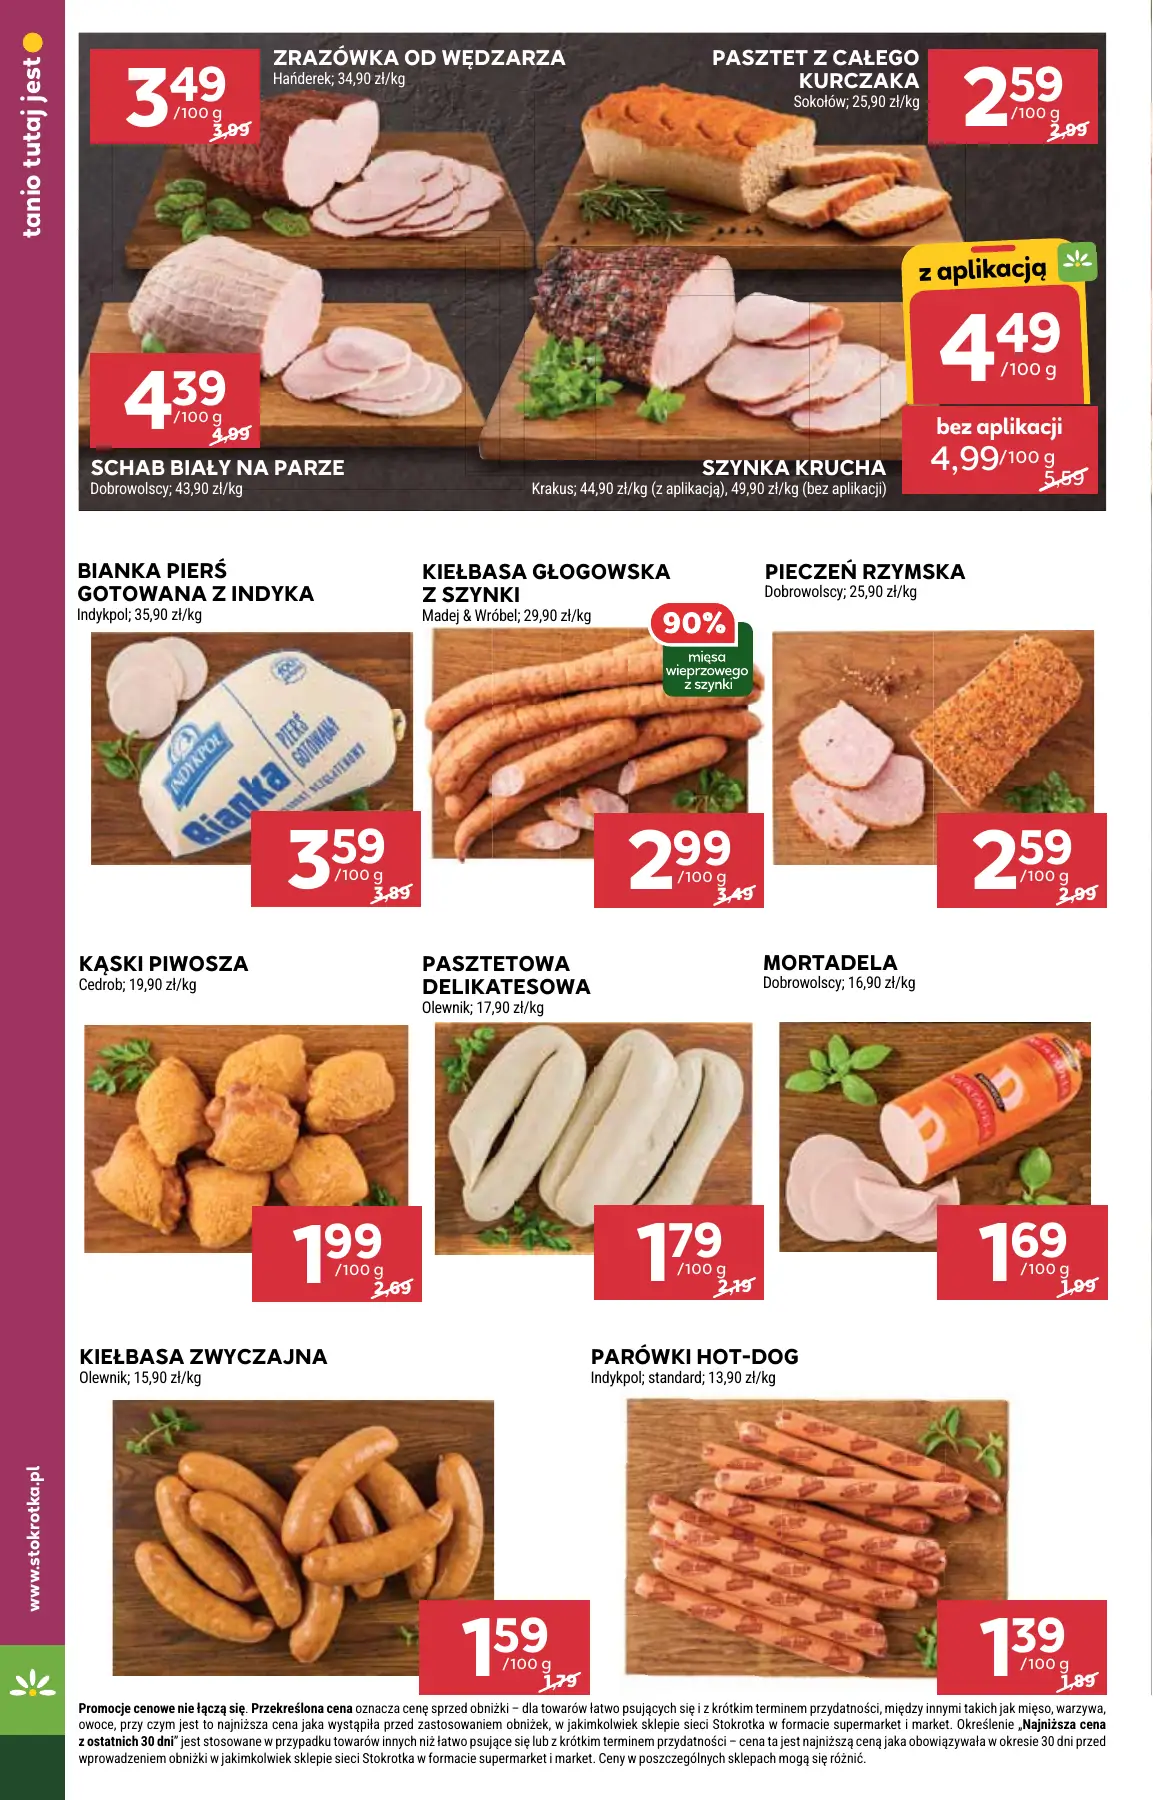 tanio tutaj jest
ZRAZÓWKA OD WĘDZARZA
Hańderek; 34,90 zł/kg
3 49
/100 g
3,99
PASZTET Z CAŁEGO
KURCZAKA
Sokołów; 25,90 zł/kg
2 59
/100 g
2,99
4 39
/100 g
4,99
SCHAB BIAŁY NA PARZE
Dobrowolscy; 43,90 zł/kg
z aplikacją
4 49
/100 g
bez aplikacji
4,99/100 g
5,59
SZYNKA KRUCHA
Krakus; 44,90 zł/kg (z aplikacją), 49,90 zł/kg (bez aplikacji)
BIANKA PIERŚ
GOTOWANA Z INDYKA
Indykpol; 35,90 zł/kg
INDYKPOL
PIERŚ
GOTOWANA
Bianka
3 59
/100 g
3,89
KIEŁBASA GŁOGOWSKA
Z SZYNKI
Madej & Wróbel; 29,90 zł/kg
90%
mięsa
wieprzowego
z szynki
2 99
/100 g
3,49
PIECZEŃ RZYMSKA
Dobrowolscy; 25,90 zł/kg
2 59
/100 g
2,99
KĄSKI PIWOSZA
Cedrob; 19,90 zł/kg
1 99
/100 g
2,69
PASZTETOWA
DELIKATESOWA
Olewnik; 17,90 zł/kg
1 79
/100 g
2,19
MORTADELA
Dobrowolscy; 16,90 zł/kg
MORTADELA
D
1 69
/100 g
1,99
KIEŁBASA ZWYCZAJNA
Olewnik; 15,90 zł/kg
1 59
/100 g
1,79
PARÓWKI HOT-DOG
Indykpol; standard; 13,90 zł/kg
1 39
/100 g
1,89
www.stokrotka.pl
Promocje cenowe nie łączą się. Przekreślona cena oznacza cenę sprzed obniżki – dla towarów łatwo psujących się i z krótkim terminem przydatności, między innymi takich jak mięso, warzywa,
owoce, przy czym jest to najniższa cena jaka wystąpiła przed zastosowaniem obniżek, w jakimkolwiek sklepie sieci Stokrotka w formacie supermarket i market. Określenie „Najniższa cena
z ostatnich 30 dni” jest stosowane w przypadku towarów innych niż łatwo psujące się lub z krótkim terminem przydatności – cena ta jest najniższą ceną jaka obowiązywała w okresie 30 dni przed
wprowadzeniem obniżki w jakimkolwiek sklepie sieci Stokrotka w formacie supermarket i market. Ceny w poszczególnych sklepach mogą się różnić.